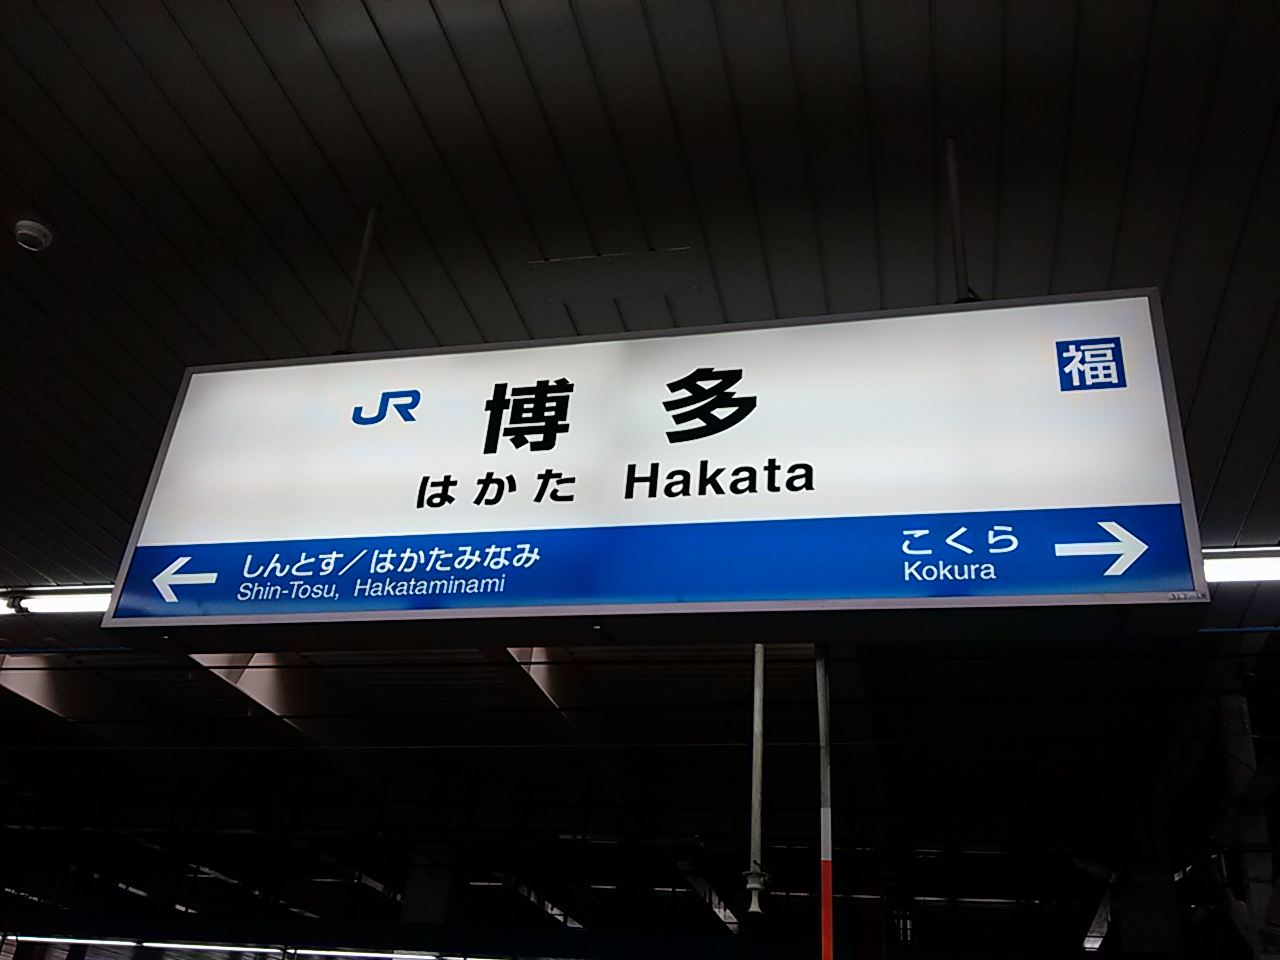 JR 博多 福
はかた Hakata
← しんとす／はかたみなみ こくら →
Shin-Tosu, Hakataminami Kokura